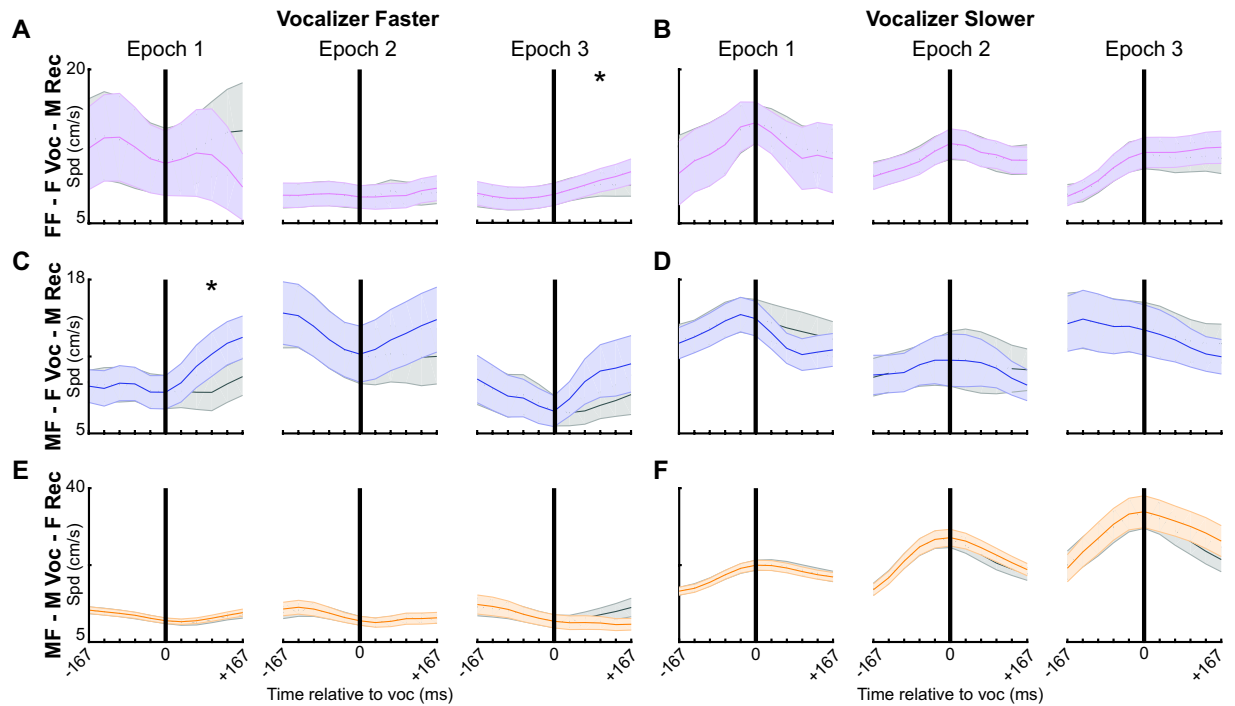 Vocalizer Faster
Vocalizer Slower
A
B
Epoch 1
Epoch 2
Epoch 3
Epoch 1
Epoch 2
Epoch 3
FF - F Voc - M Rec
Spd (cm/s)
20
5
*
C
D
MF - F Voc - M Rec
Spd (cm/s)
18
5
*
E
F
MF - M Voc - F Rec
Spd (cm/s)
40
5
-167 0 +167
-167 0 +167
-167 0 +167
-167 0 +167
-167 0 +167
-167 0 +167
Time relative to voc (ms)
Time relative to voc (ms)